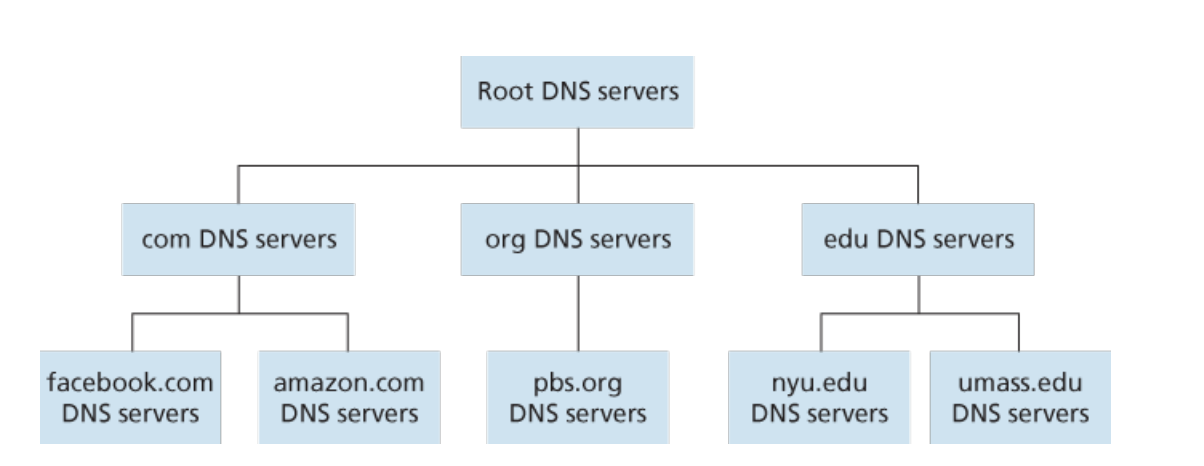 Root DNS servers
com DNS servers
org DNS servers
edu DNS servers
facebook.com
DNS servers
amazon.com
DNS servers
pbs.org
DNS servers
nyu.edu
DNS servers
umass.edu
DNS servers